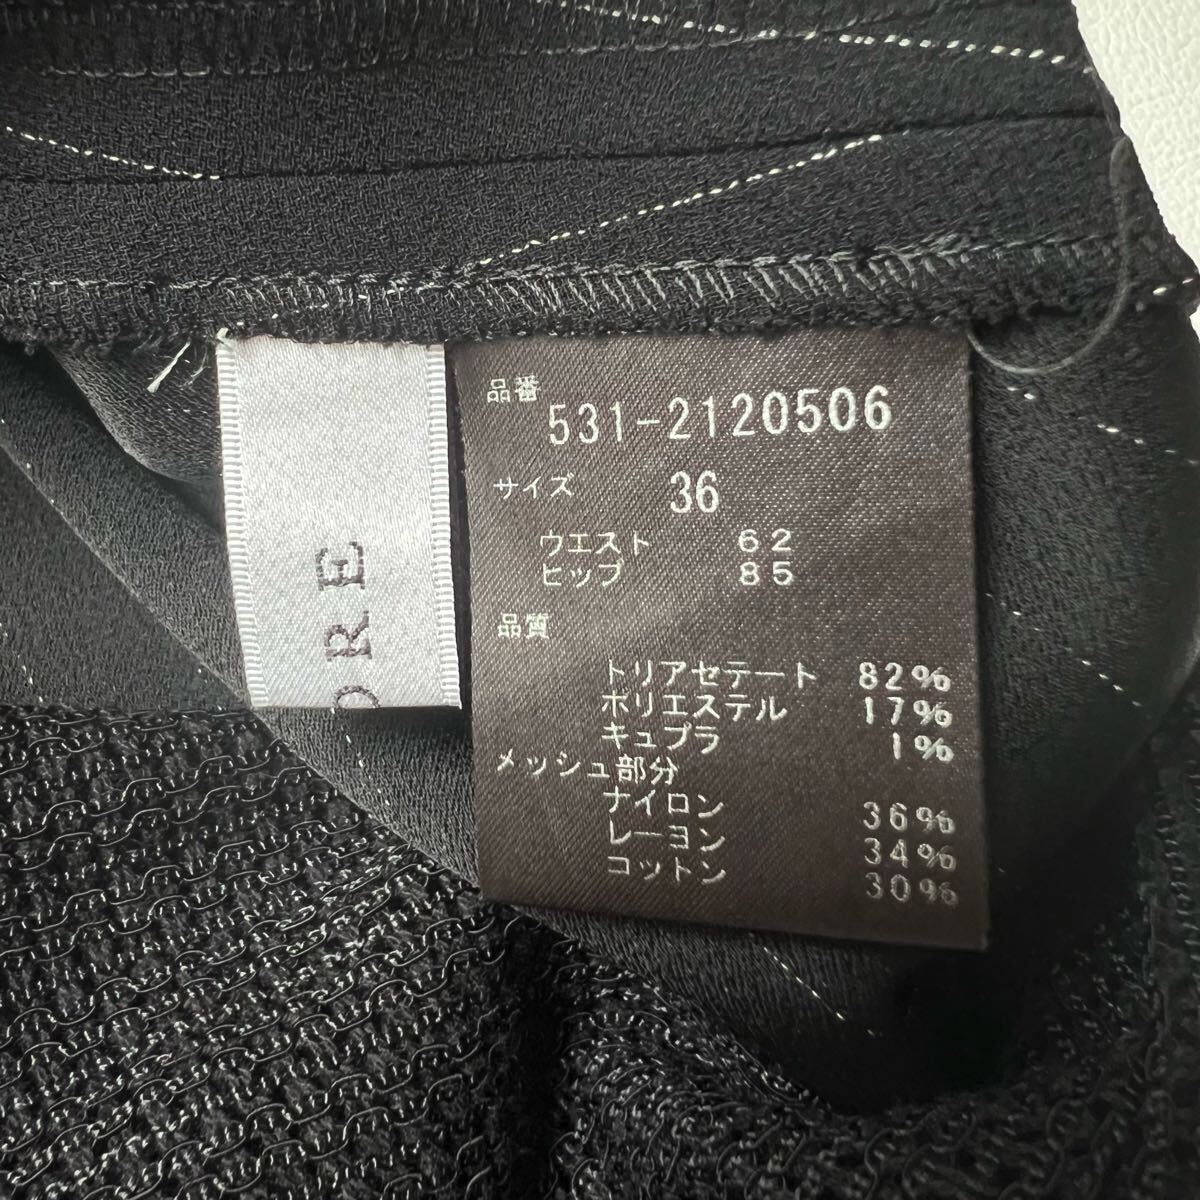 品番
531-2120506
サイズ 36
ウエスト 62
ヒップ 85
品質
トリアセテート 82%
ポリエステル 17%
キュプラ 1%
メッシュ部分
ナイロン 36%
レーヨン 34%
コットン 30%
ORE